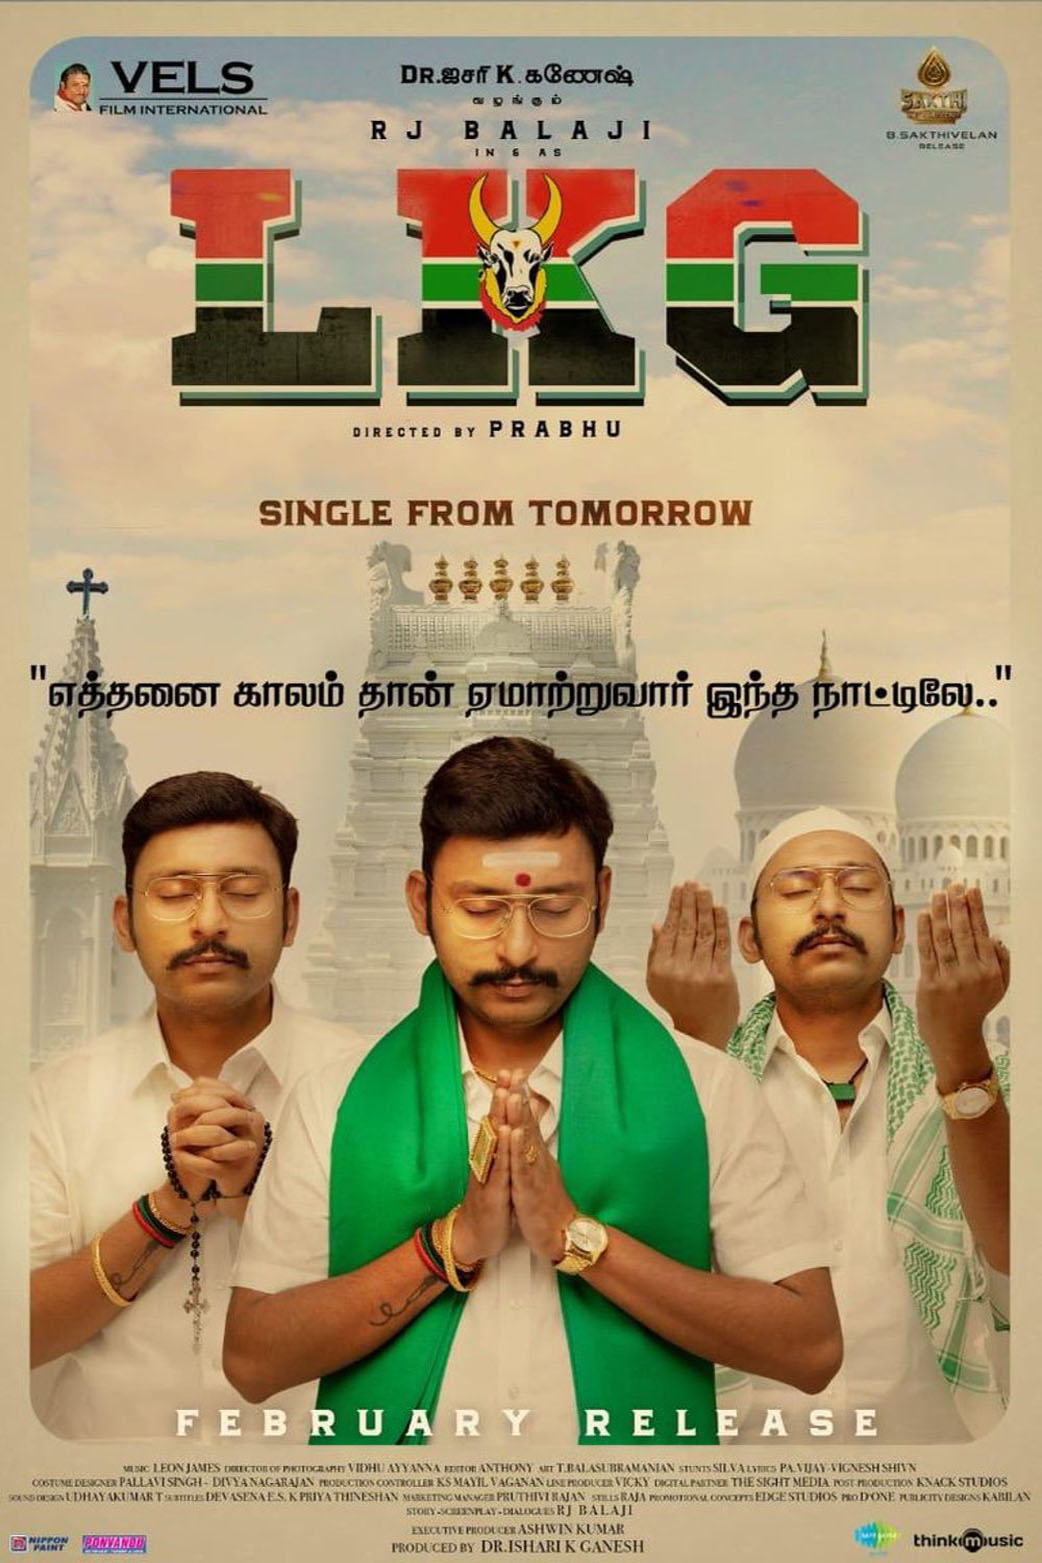 VELS
FILM INTERNATIONAL
DR.ஐசரி K.கணேஷ்
வழங்கும்
RJ BALAJI
IN & AS
SAKTHI
B.SAKTHIVELAN
RELEASE
LKG
DIRECTED BY PRABHU
SINGLE FROM TOMORROW
"எத்தனை காலம் தான் ஏமாற்றுவார் இந்த நாட்டிலே.."
FEBRUARY RELEASE
MUSIC LEON JAMES DIRECTOR OF PHOTOGRAPHY VIDHU AYYANNA EDITOR ANTHONY ART T.BALASUBRAMANIAN STUNTS SILVA LYRICS PA.VIJAY-VIGNESH SHIVN
COSTUME DESIGNER PALLAVI SINGH - DIVYA NAGARAJAN PRODUCTION CONTROLLER KS MAYIL VAGANAN LINE PRODUCER VICKY DIGITAL PARTNER THE SIGHT MEDIA POST PRODUCTION KNACK STUDIOS
SOUND DESIGN UDHAYAKUMAR T SUBTITLES DEVASENA E.S, K PRIYA THINESHAN MARKETING MANAGER PRUTHIVI RAJAN STILLS RAJA PROMOTIONAL CONCEPTS EDGE STUDIOS PRO D'ONE PUBLICITY DESIGNS KABILAN
STORY-SCREENPLAY-DIALOGUES RJ BALAJI
EXECUTIVE PRODUCER ASHWIN KUMAR
PRODUCED BY DR.ISHARI K GANESH
NIPPON PAINT
PONVANDU
thinkmusic